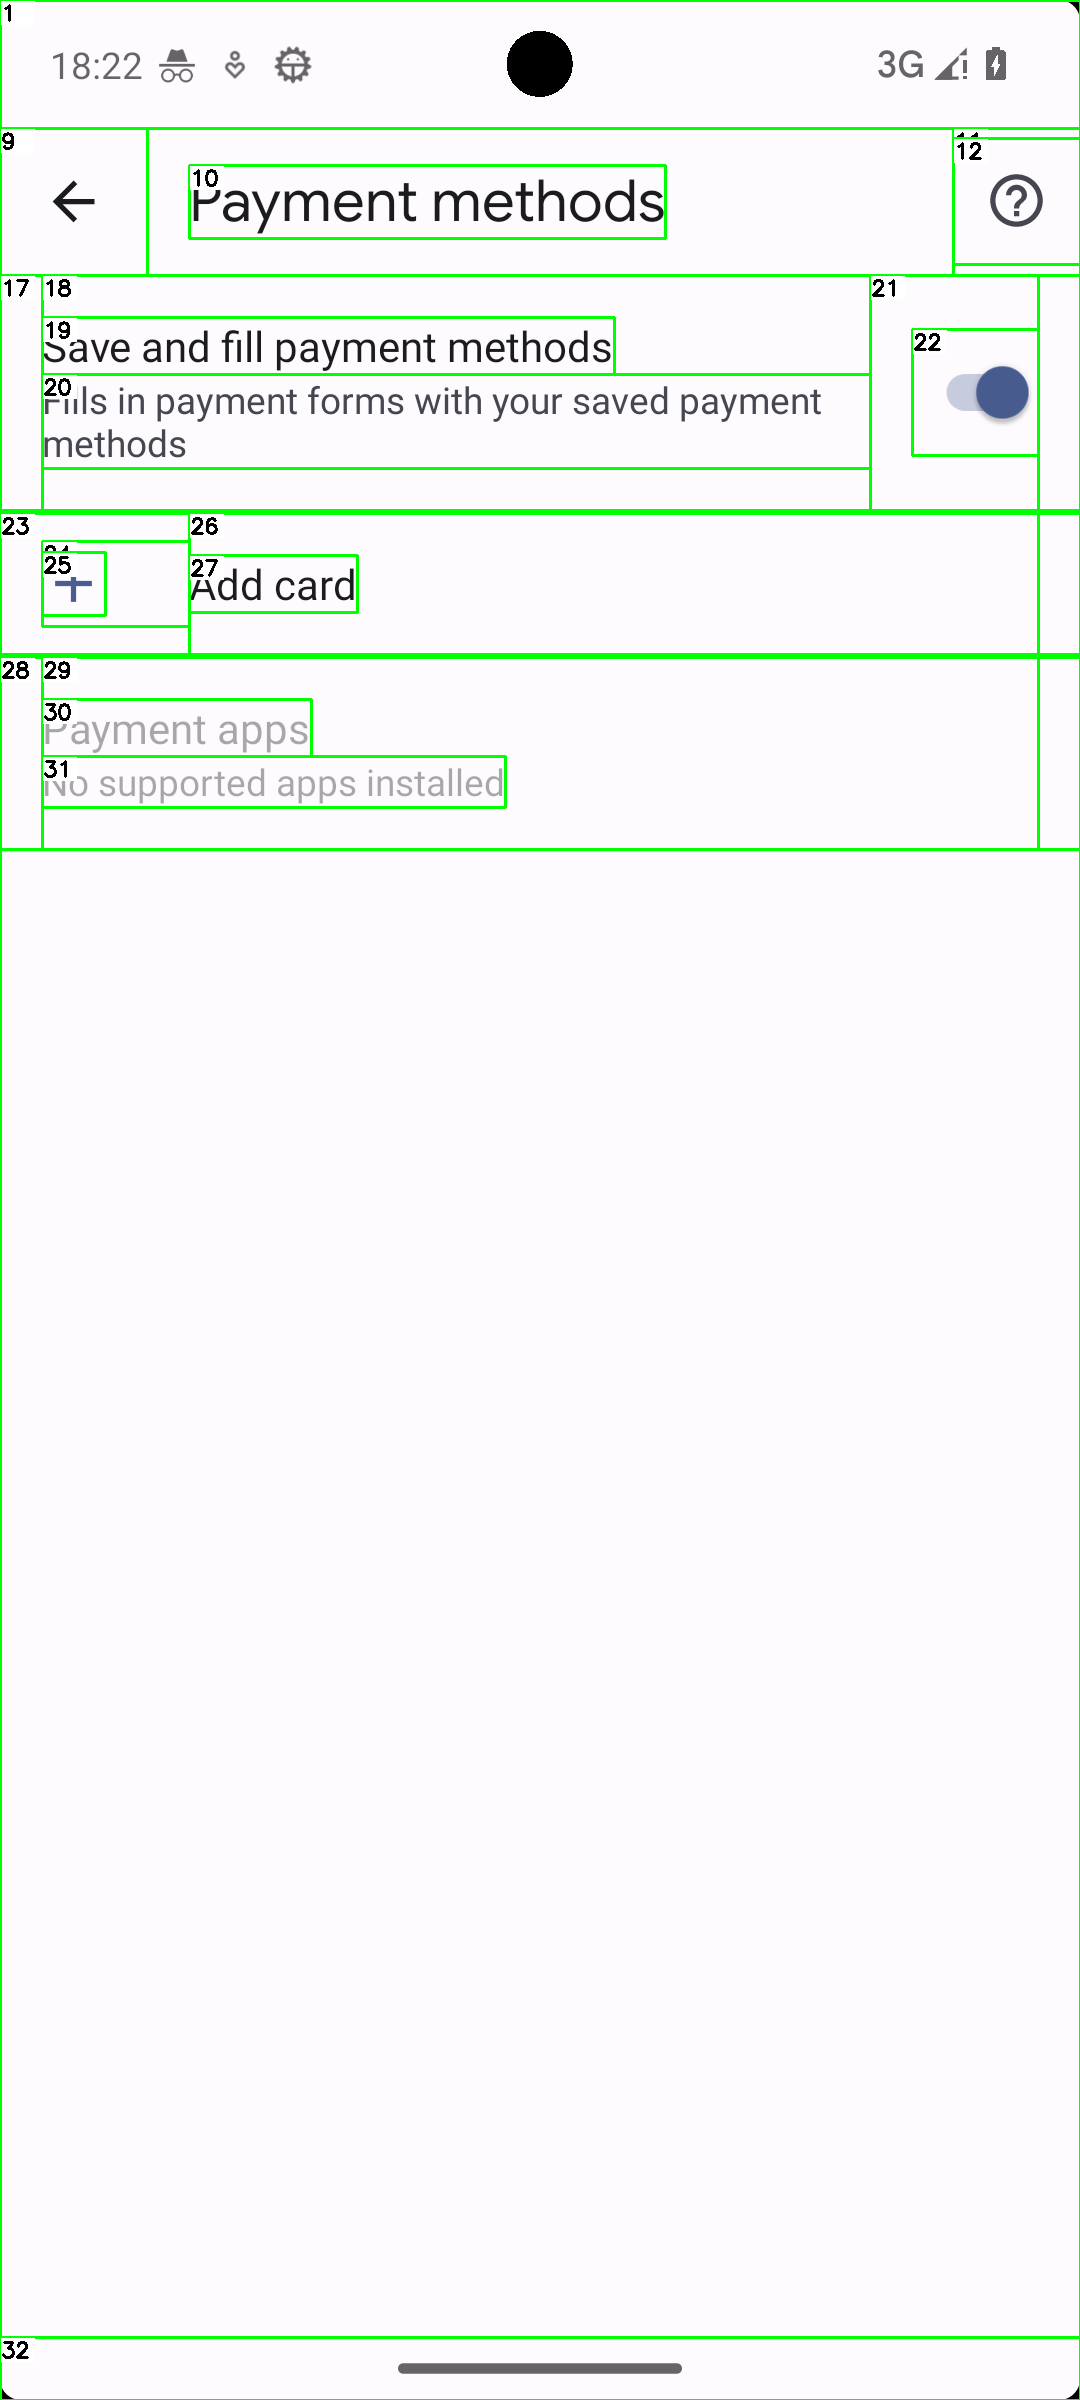 1
18:22
3G
9
10
Payment methods
11
12
17
18
21
19
Save and fill payment methods
22
20
Fills in payment forms with your saved payment
methods
23
26
24
25
27
Add card
28
29
30
Payment apps
31
No supported apps installed
32